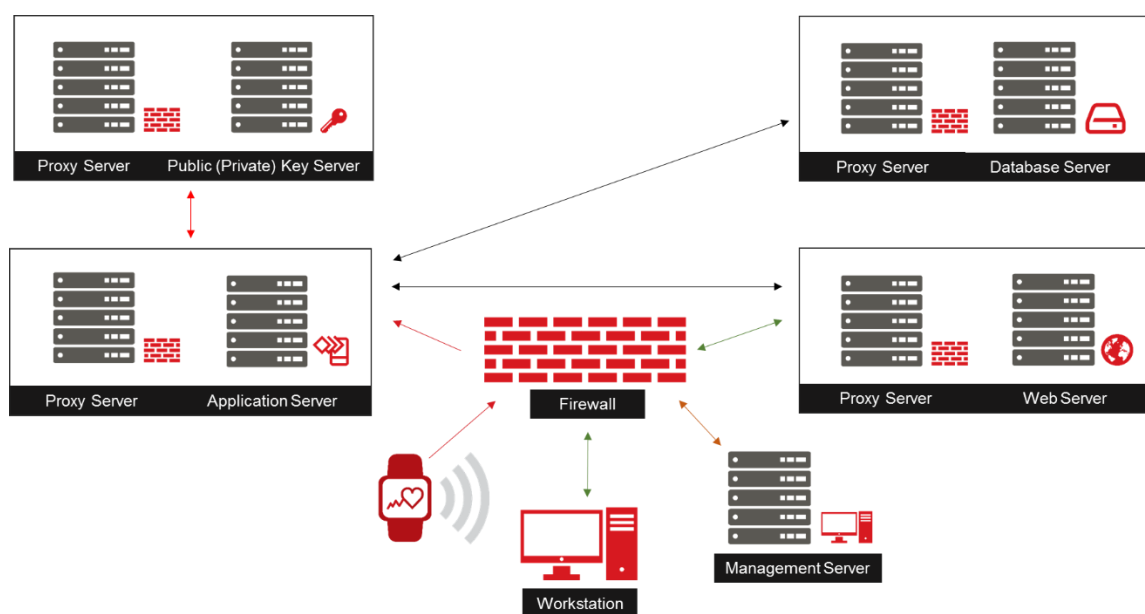 Proxy Server Public (Private) Key Server
Proxy Server Database Server
Proxy Server Application Server
Proxy Server Web Server
Firewall
Management Server
Workstation